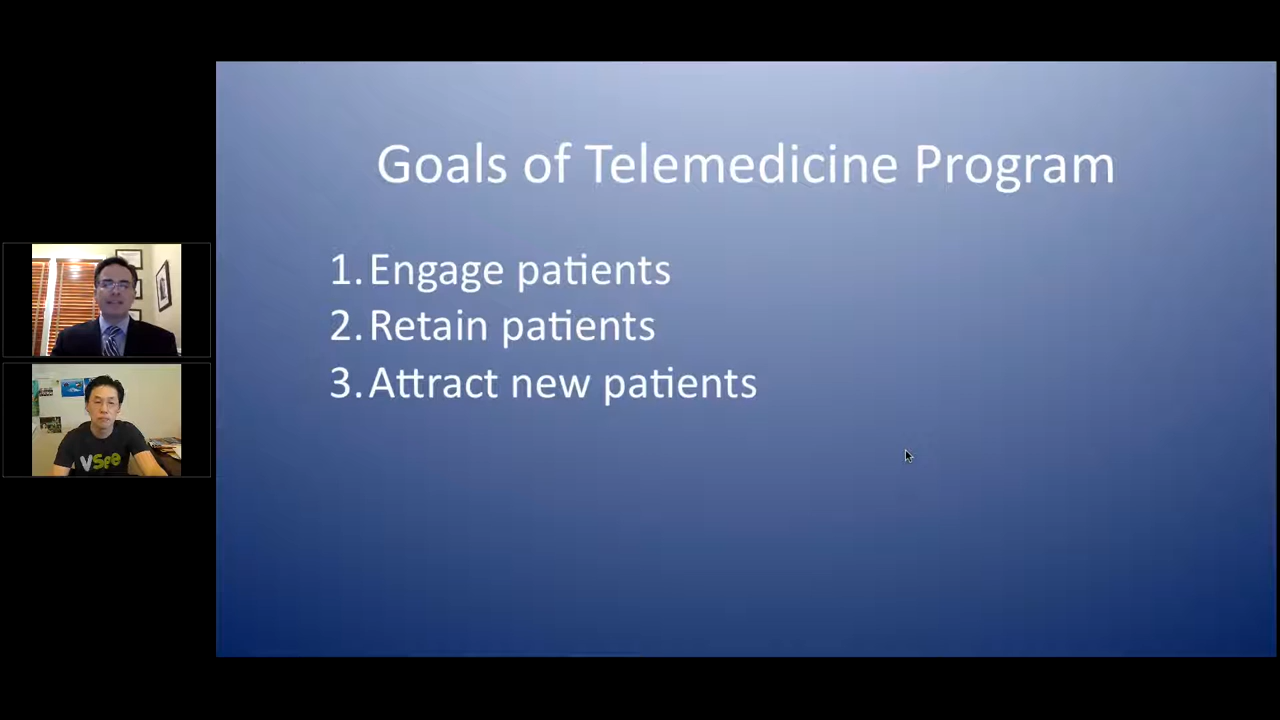 Goals of Telemedicine Program
1. Engage patients
2. Retain patients
3. Attract new patients
vsee